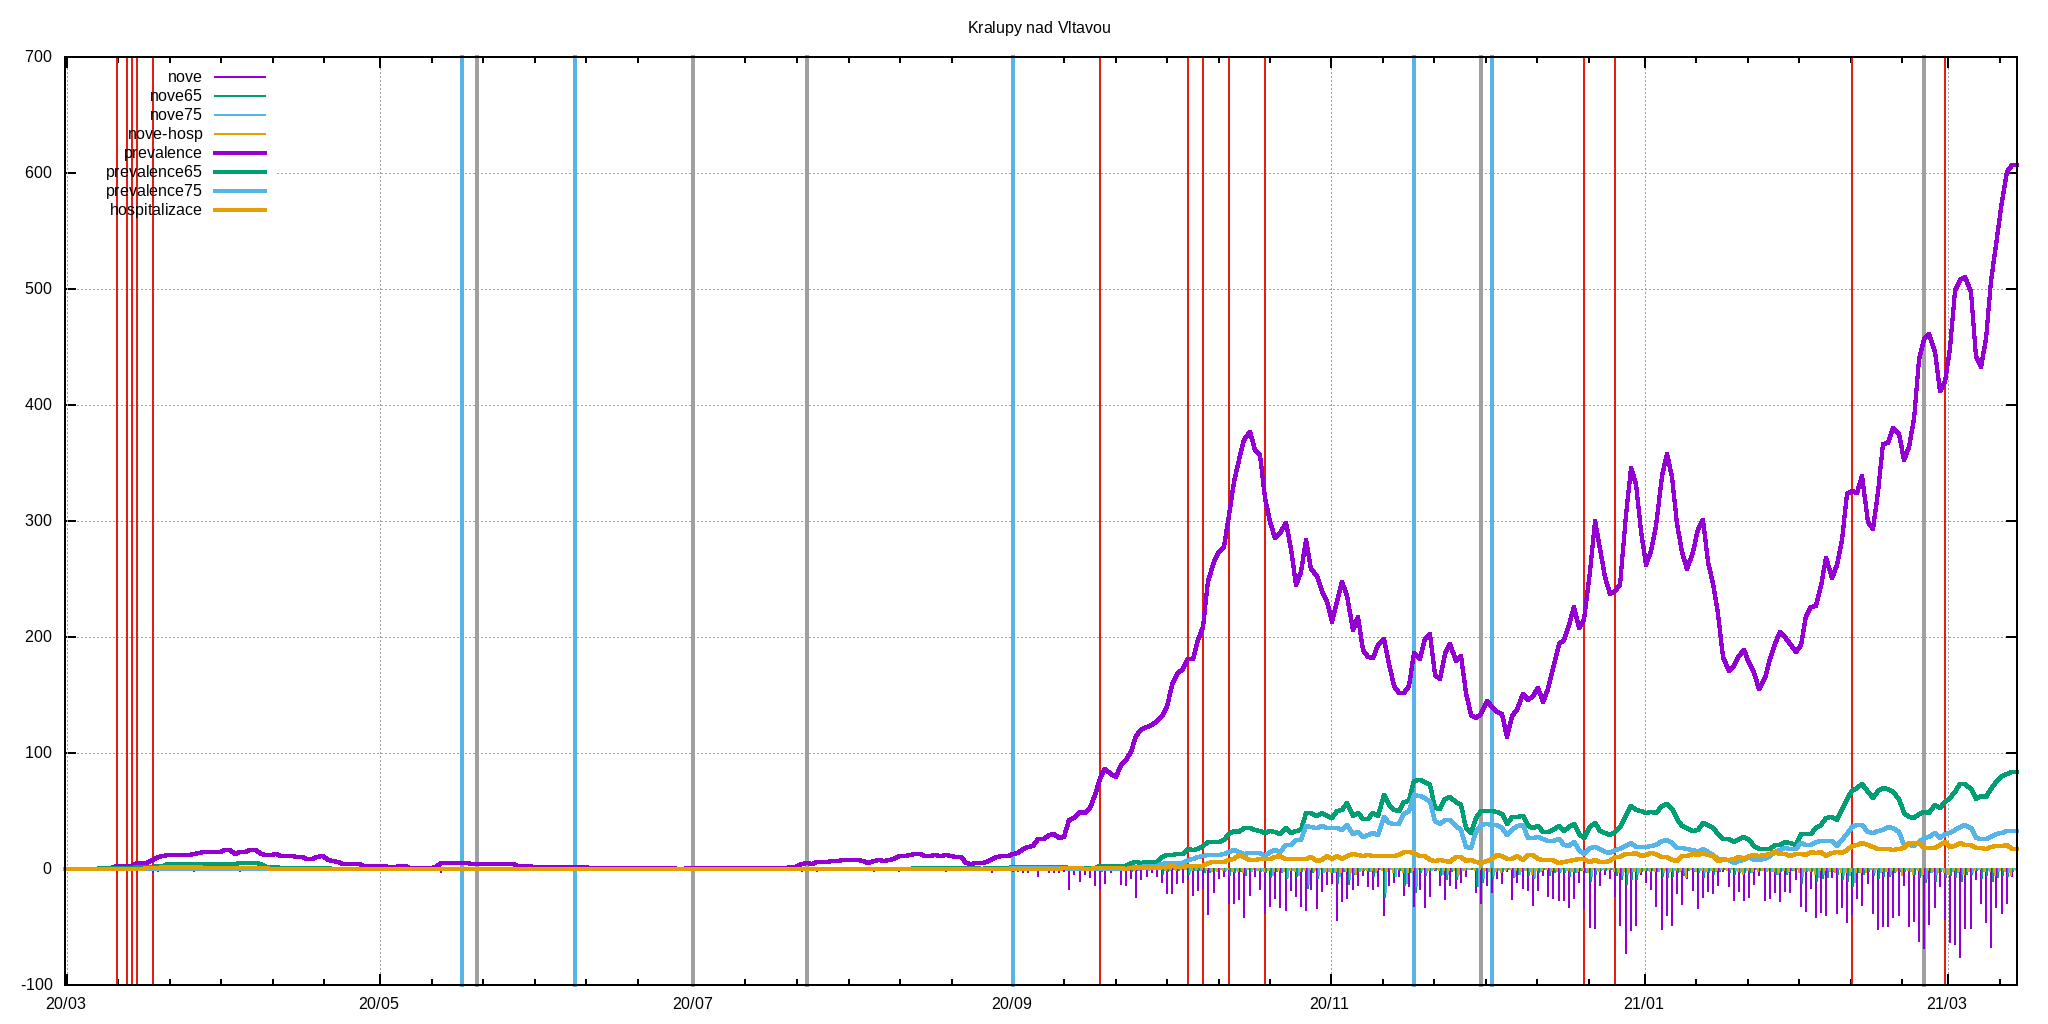 Kralupy nad Vltavou
700
600
500
400
300
200
100
0
-100
nove
nove65
nove75
nove-hosp
prevalence
prevalence65
prevalence75
hospitalizace
20/03 20/05 20/07 20/09 20/11 21/01 21/03